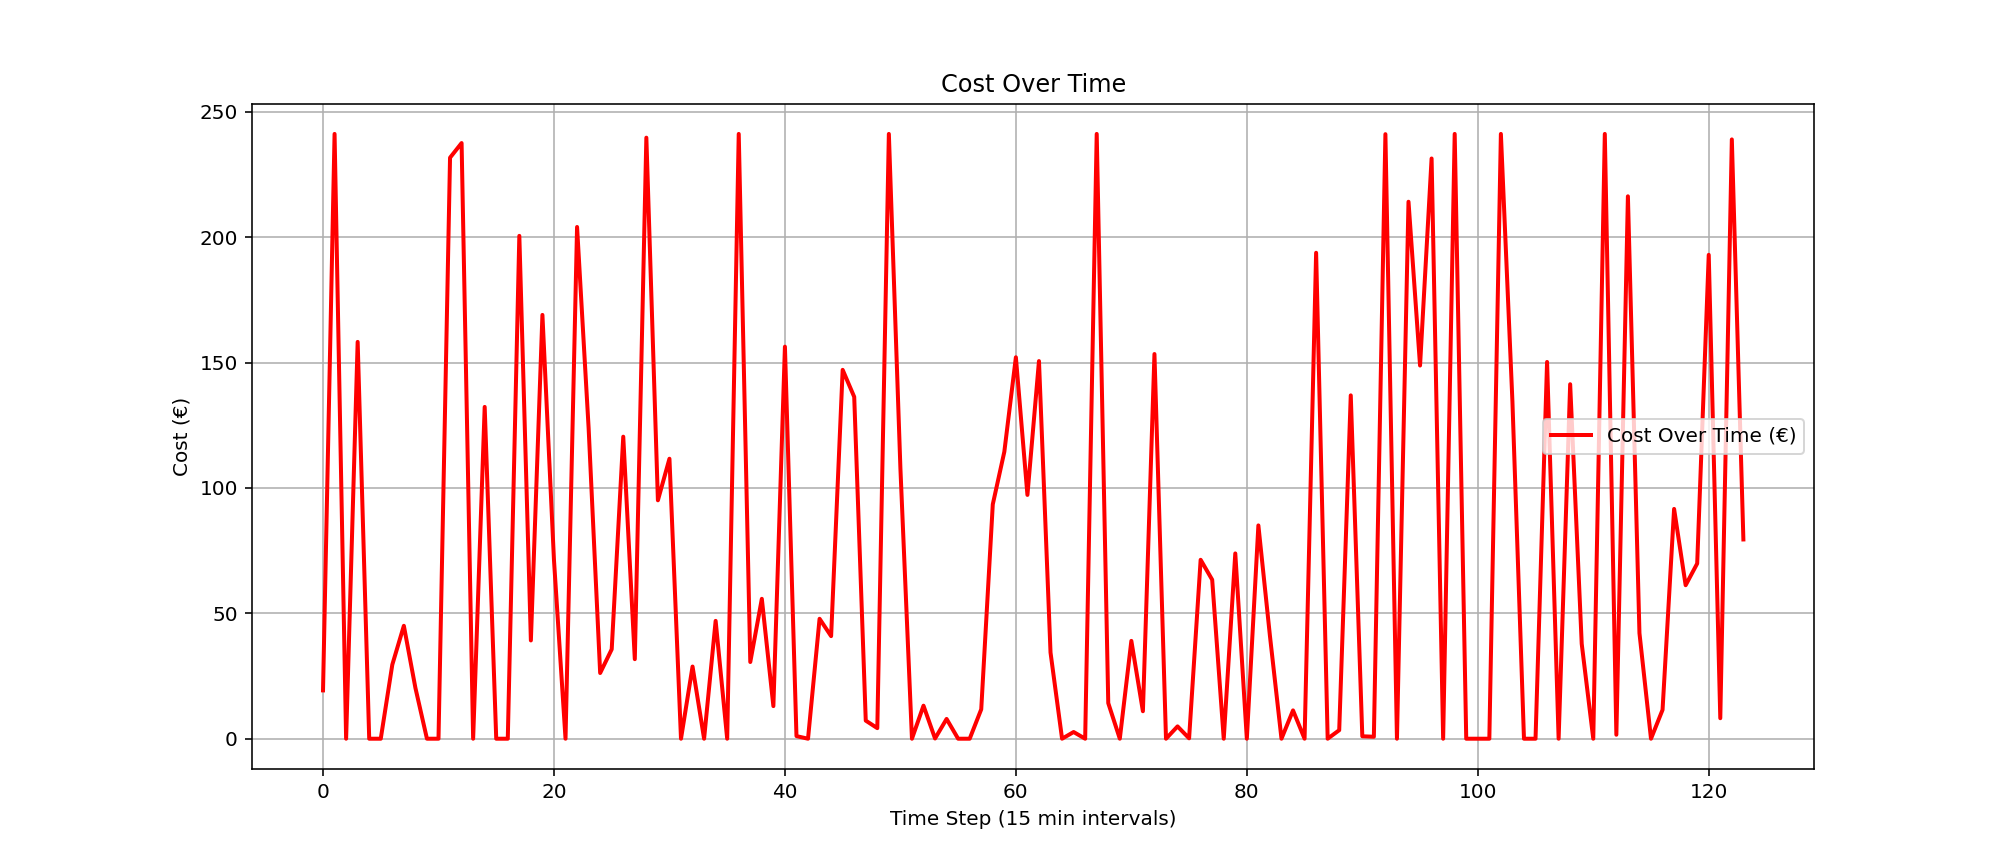 Cost Over Time
250
200
150
100
50
0
Cost (€)
Cost Over Time (€)
0 20 40 60 80 100 120
Time Step (15 min intervals)